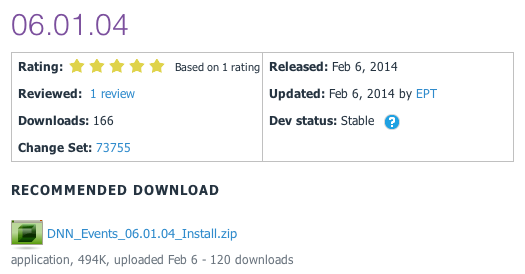 06.01.04
Rating: Based on 1 rating
Released: Feb 6, 2014
Reviewed: 1 review
Updated: Feb 6, 2014 by EPT
Downloads: 166
Dev status: Stable ?
Change Set: 73755
RECOMMENDED DOWNLOAD
DNN_Events_06.01.04_Install.zip
application, 494K, uploaded Feb 6 - 120 downloads